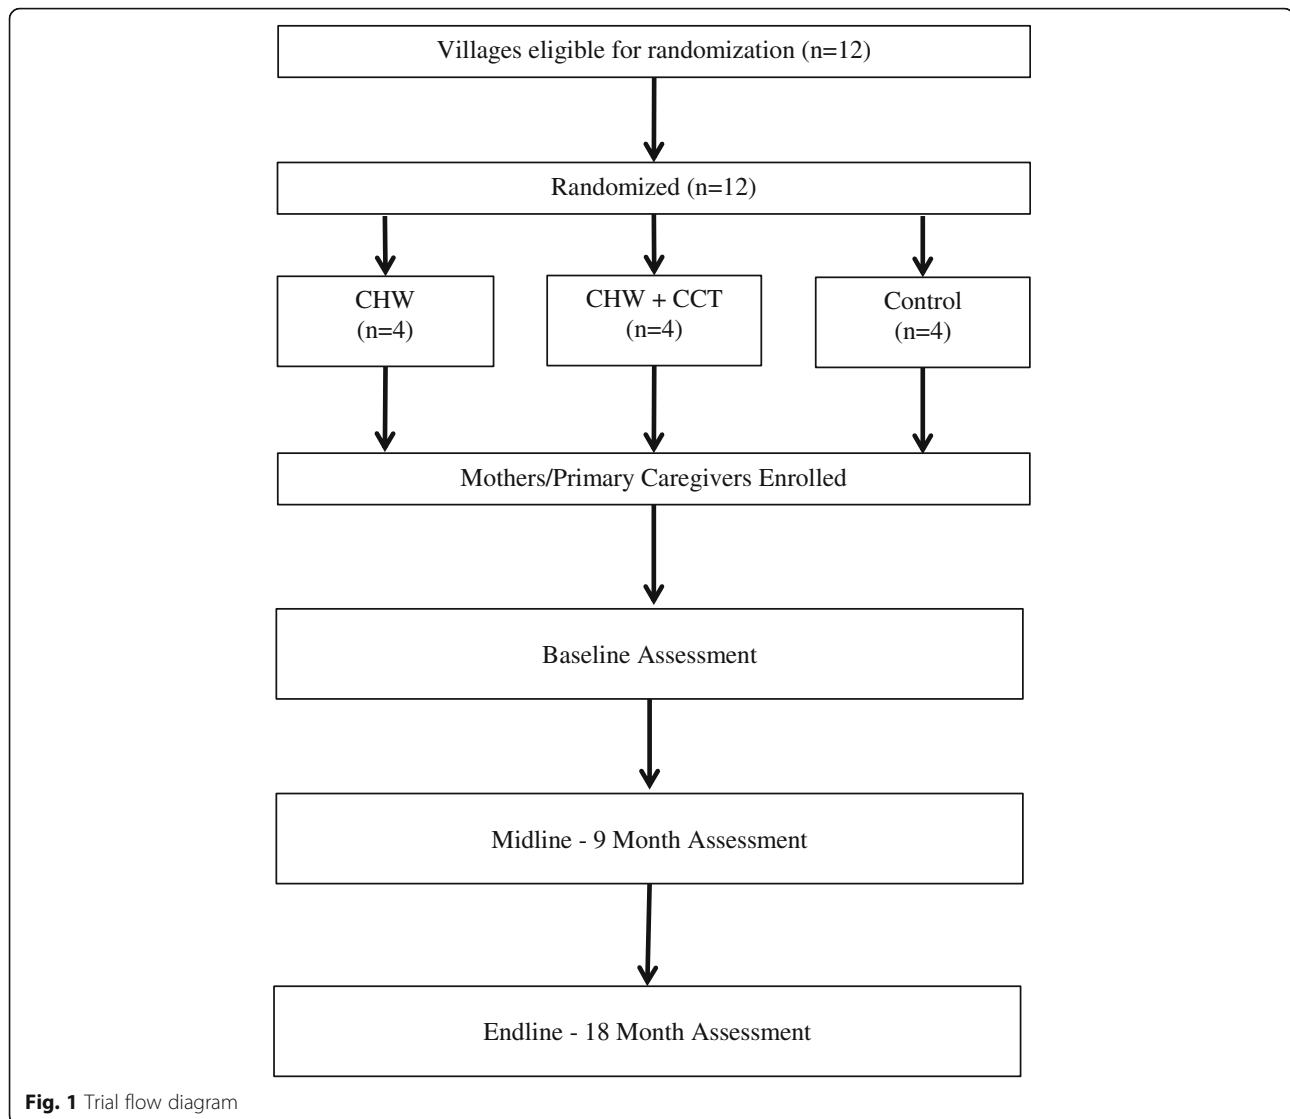 Villages eligible for randomization (n=12)
Randomized (n=12)
CHW
(n=4)
CHW + CCT
(n=4)
Control
(n=4)
Mothers/Primary Caregivers Enrolled
Baseline Assessment
Midline - 9 Month Assessment
Endline - 18 Month Assessment
Fig. 1 Trial flow diagram